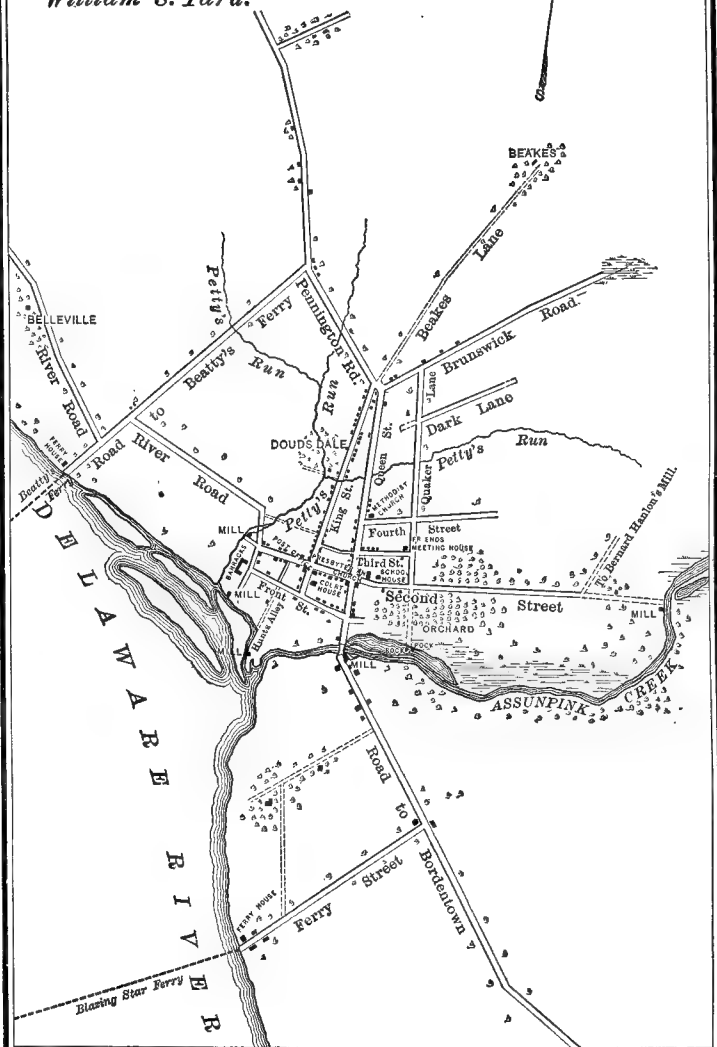 William S. Yard.
BEAKES
Beakes Lane
Petty's Run
Pennington Rd.
Road to Beatty's Ferry
Brunswick Road.
BELLEVILLE
River Road
River Road
Run
Lane
Dark Lane
Quaker
DOUDS DALE
Queen St.
Petty's Run
Petty's
King St.
METHODIST CHURCH
FERRY HOUSE
Beatty Ferry
To Bernard Hanlon's Mill.
Fourth Street
FRIENDS MEETING HOUSE
MILL
POST OFF.
PRESBYTERIAN CHURCH
Third St.
SCHOOL HOUSE
BARRACKS
COLBY HOUSE
Second Street
MILL
Front St.
Hunts Alley
ORCHARD
MILL
MILL
MILL
ASSUNPINK CREEK
DELAWARE RIVER
Road to Bordentown
FERRY HOUSE
Ferry Street
Blazing Star Ferry